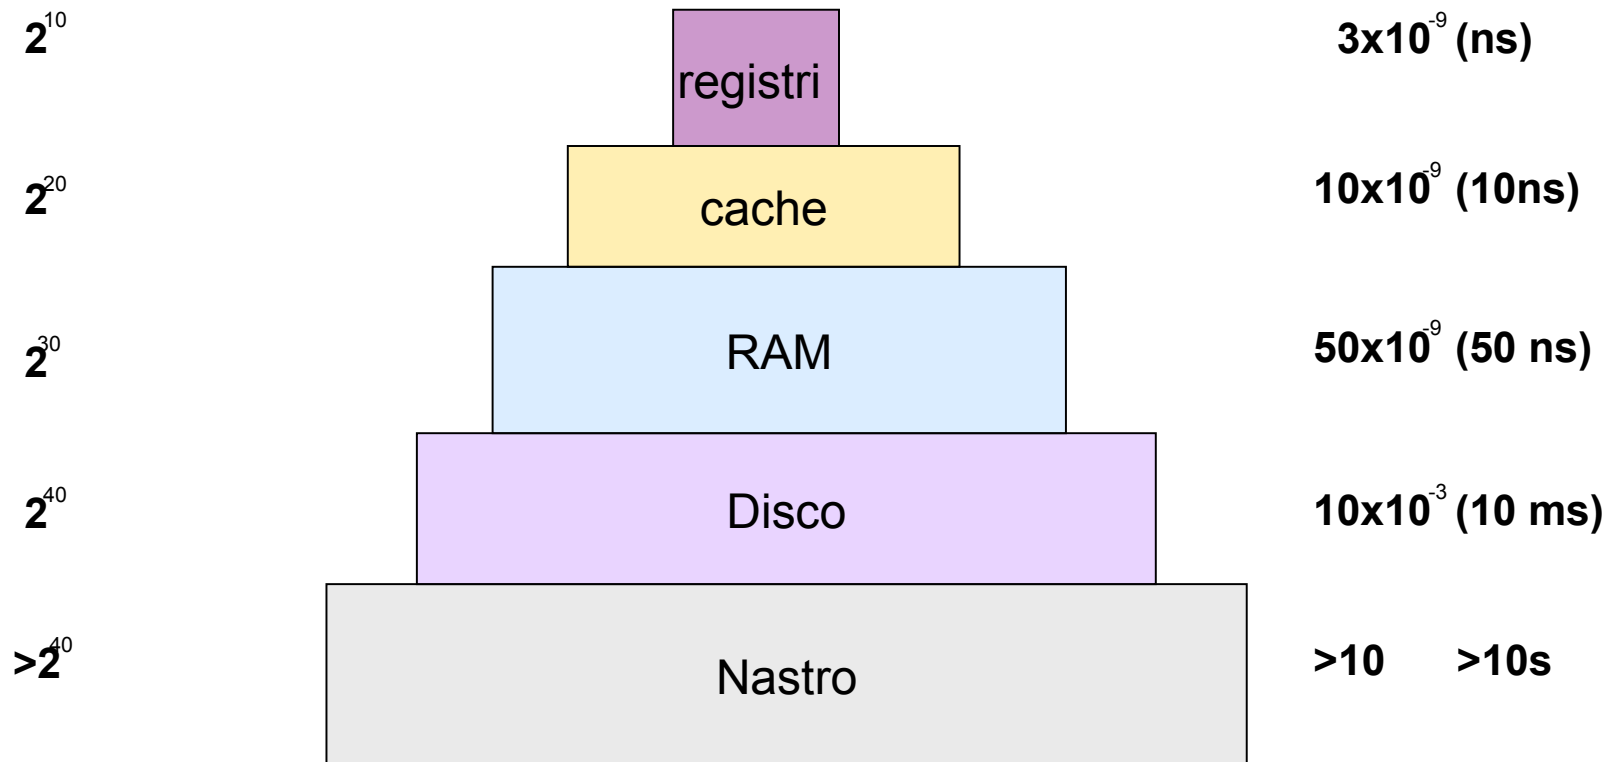 2^10 registri 3x10^-9 (ns)
2^20 cache 10x10^-9 (10ns)
2^30 RAM 50x10^-9 (50 ns)
2^40 Disco 10x10^-3 (10 ms)
>2^40 Nastro >10 >10s